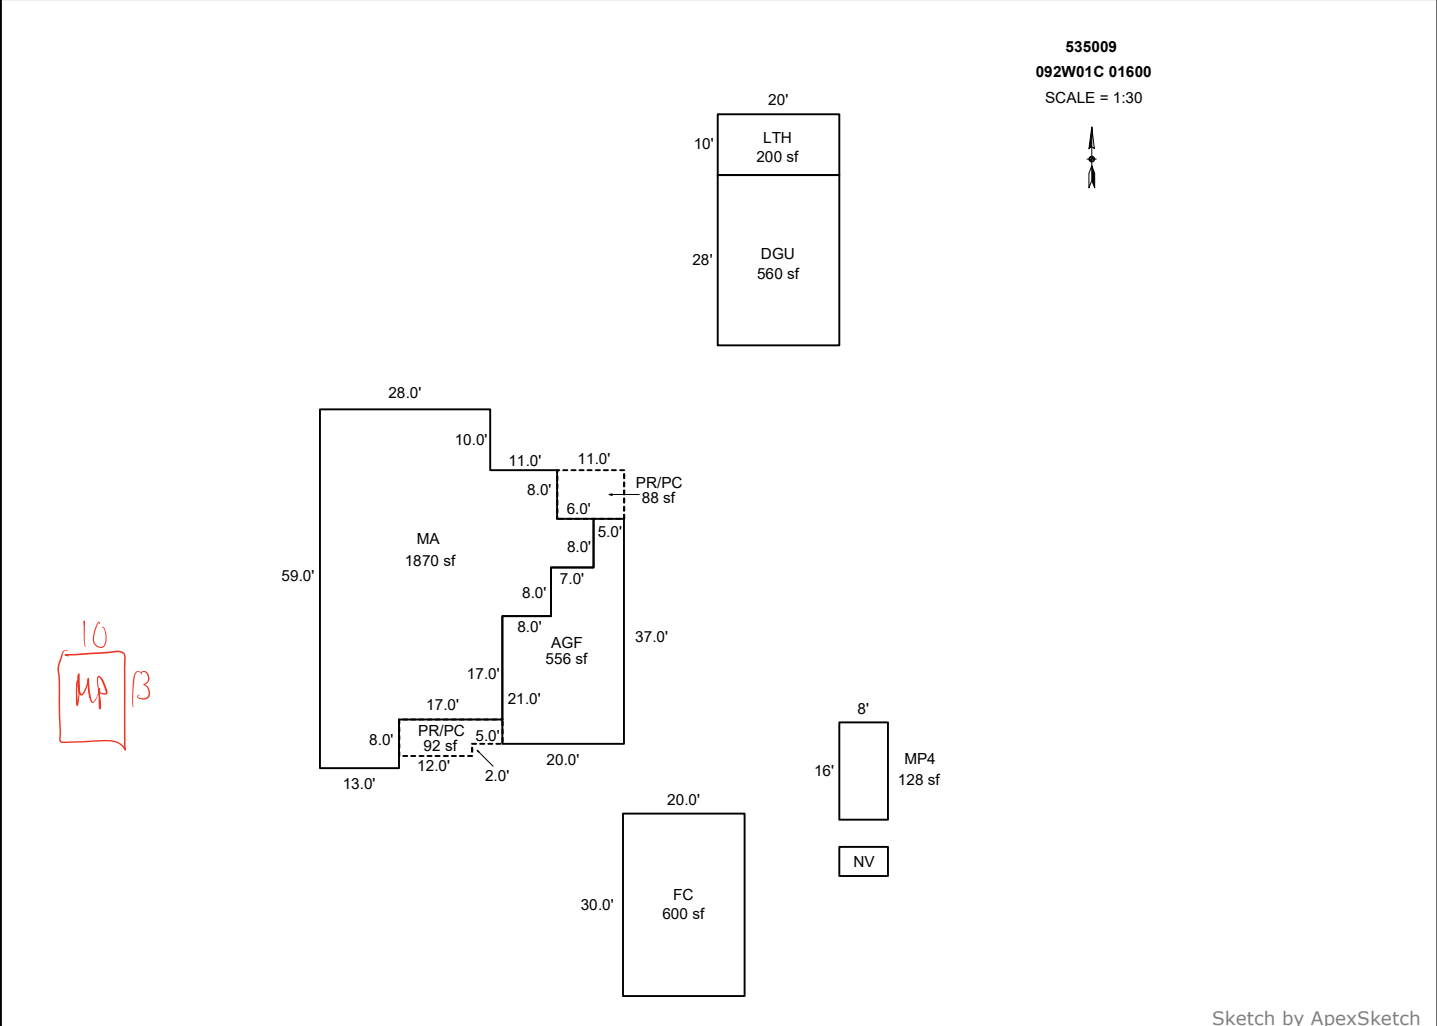 535009
092W01C 01600
SCALE = 1:30
20'
10'
LTH
200 sf
28'
DGU
560 sf
28.0'
10.0'
11.0'
11.0'
8.0'
PR/PC
88 sf
6.0'
5.0'
8.0'
MA
1870 sf
59.0'
7.0'
8.0'
8.0'
AGF
556 sf
37.0'
17.0'
21.0'
17.0'
PR/PC
92 sf
5.0'
8.0'
12.0'
2.0'
20.0'
13.0'
10
MP
13
8'
16'
MP4
128 sf
NV
20.0'
30.0'
FC
600 sf
Sketch by ApexSketch